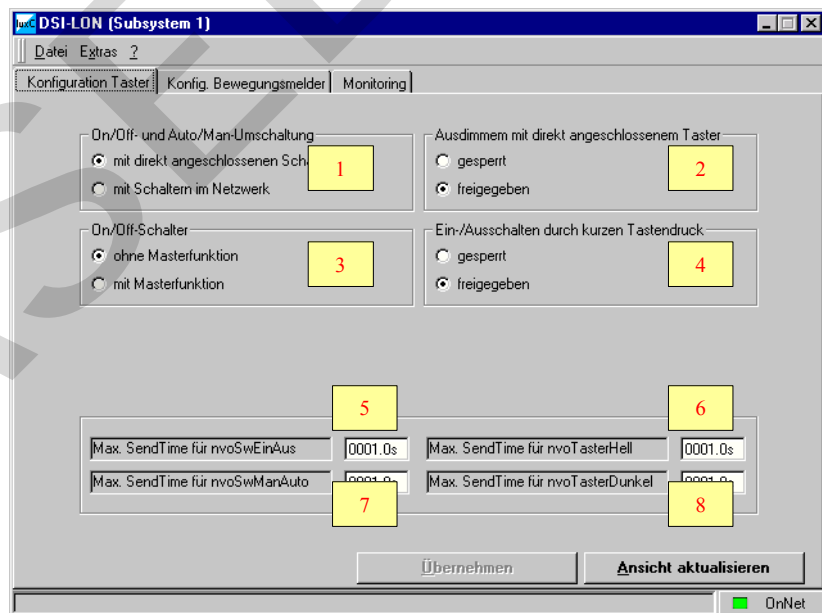 luxC DSI-LON (Subsystem 1)
Datei Extras ?
Konfiguration Taster Konfig. Bewegungsmelder Monitoring
On/Off- und Auto/Man-Umschaltung
mit direkt angeschlossenen
mit Schaltern im Netzwerk
1
Ausdimmem mit direkt angeschlossenem Taster
gesperrt
freigegeben
2
On/Off-Schalter
ohne Masterfunktion
mit Masterfunktion
3
Ein-/Ausschalten durch kurzen Tastendruck
gesperrt
freigegeben
4
5 6
Max. SendTime für nvoSwEinAus 0001.0s Max. SendTime für nvoTasterHell 0001.0s
Max. SendTime für nvoSwManAuto Max. SendTime für nvoTasterDunkel
7 8
Übernehmen Ansicht aktualisieren
OnNet